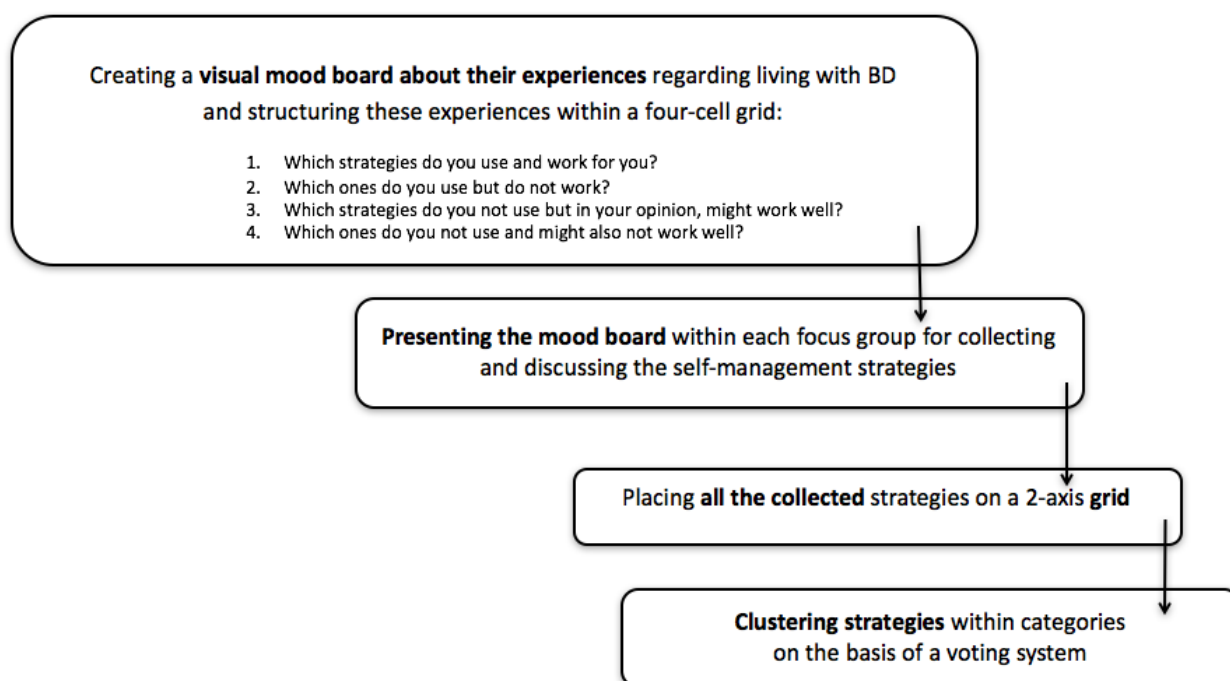 Creating a visual mood board about their experiences regarding living with BD
and structuring these experiences within a four-cell grid:
1. Which strategies do you use and work for you?
2. Which ones do you use but do not work?
3. Which strategies do you not use but in your opinion, might work well?
4. Which ones do you not use and might also not work well?
Presenting the mood board within each focus group for collecting
and discussing the self-management strategies
Placing all the collected strategies on a 2-axis grid
Clustering strategies within categories
on the basis of a voting system